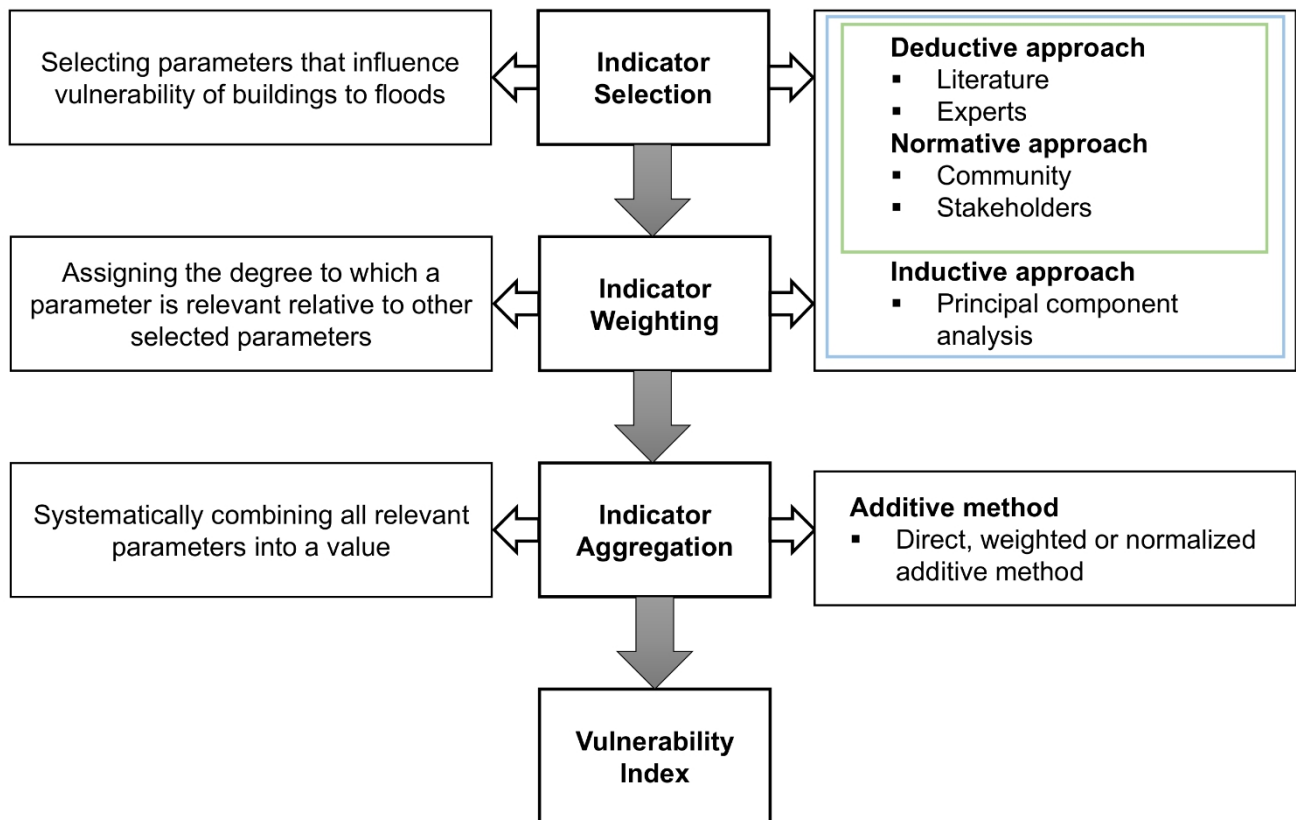 Selecting parameters that influence
vulnerability of buildings to floods
Indicator
Selection
Deductive approach
▪ Literature
▪ Experts
Normative approach
▪ Community
▪ Stakeholders
Assigning the degree to which a
parameter is relevant relative to other
selected parameters
Indicator
Weighting
Inductive approach
▪ Principal component
analysis
Systematically combining all relevant
parameters into a value
Indicator
Aggregation
Additive method
▪ Direct, weighted or normalized
additive method
Vulnerability
Index